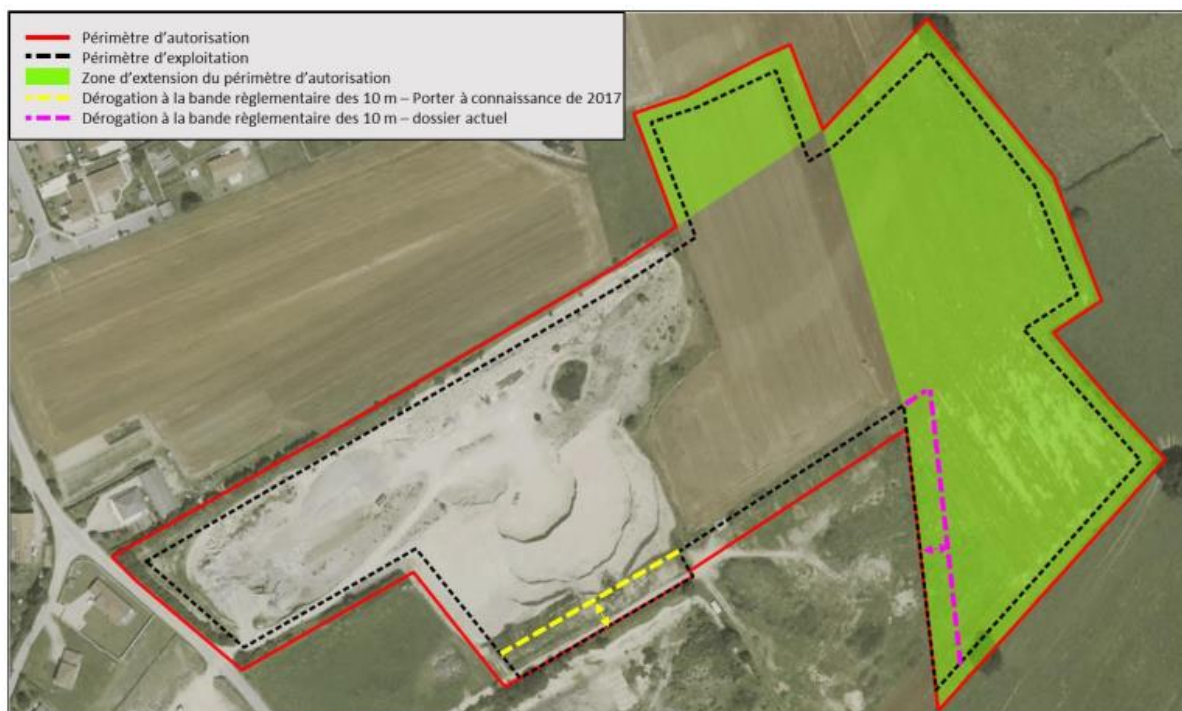 Périmètre d'autorisation
Périmètre d'exploitation
Zone d'extension du périmètre d'autorisation
Dérogation à la bande règlementaire des 10 m – Porter à connaissance de 2017
Dérogation à la bande règlementaire des 10 m – dossier actuel